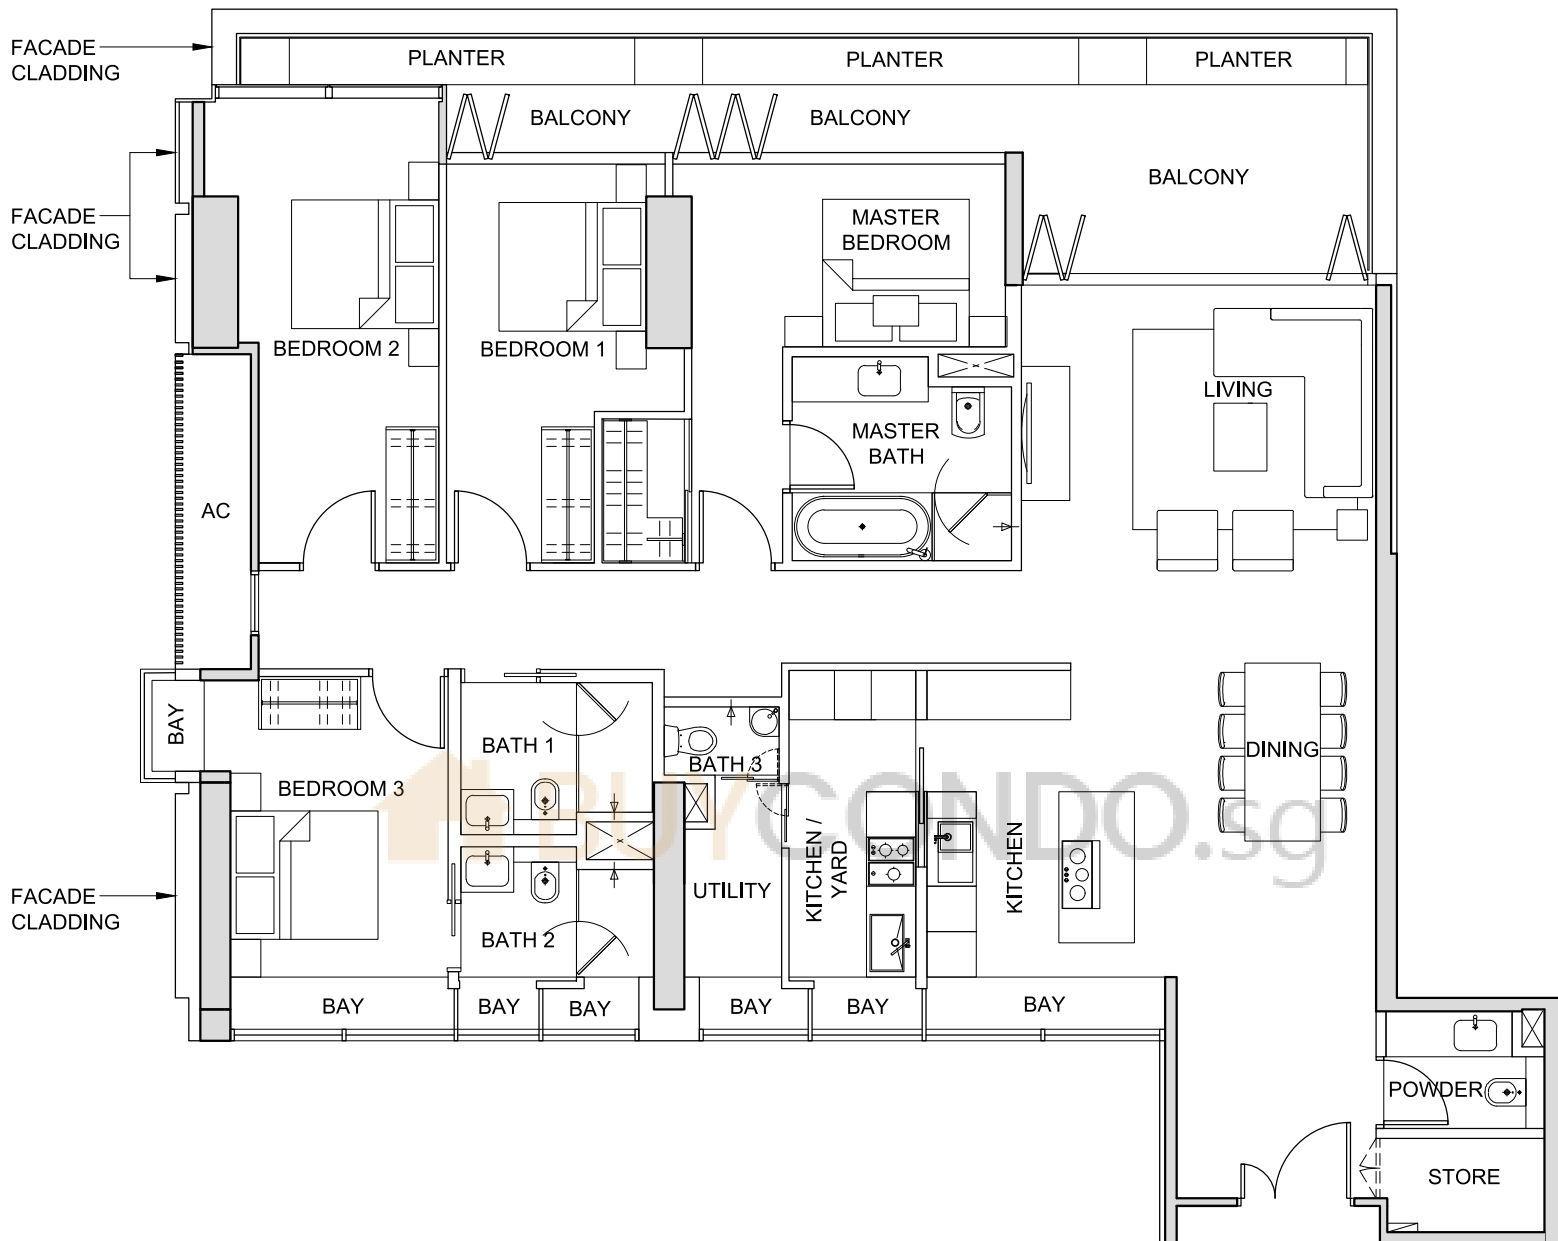 FACADE
CLADDING
PLANTER
PLANTER
PLANTER
BALCONY
BALCONY
BALCONY
FACADE
CLADDING
MASTER
BEDROOM
BEDROOM 2
BEDROOM 1
LIVING
MASTER
BATH
AC
BAY
BATH 1
BATH 3
DINING
BEDROOM 3
BUYCONDO.sg
KITCHEN /
YARD
KITCHEN
UTILITY
FACADE
CLADDING
BATH 2
BAY
BAY
BAY
BAY
BAY
BAY
POWDER
STORE